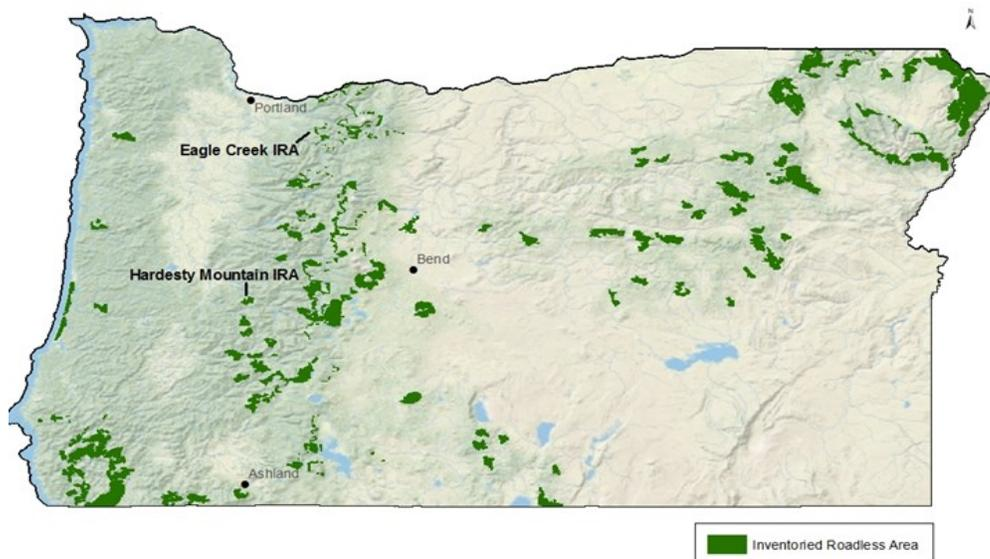 N
Portland
Eagle Creek IRA
Hardesty Mountain IRA
Bend
Ashland
Inventoried Roadless Area